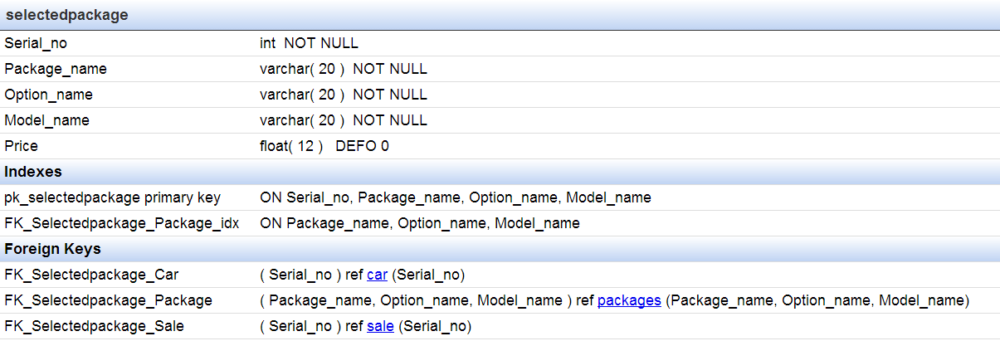 selectedpackage
Serial_no int NOT NULL
Package_name varchar( 20 ) NOT NULL
Option_name varchar( 20 ) NOT NULL
Model_name varchar( 20 ) NOT NULL
Price float( 12 ) DEFO 0
Indexes
pk_selectedpackage primary key ON Serial_no, Package_name, Option_name, Model_name
FK_Selectedpackage_Package_idx ON Package_name, Option_name, Model_name
Foreign Keys
FK_Selectedpackage_Car ( Serial_no ) ref car (Serial_no)
FK_Selectedpackage_Package ( Package_name, Option_name, Model_name ) ref packages (Package_name, Option_name, Model_name)
FK_Selectedpackage_Sale ( Serial_no ) ref sale (Serial_no)